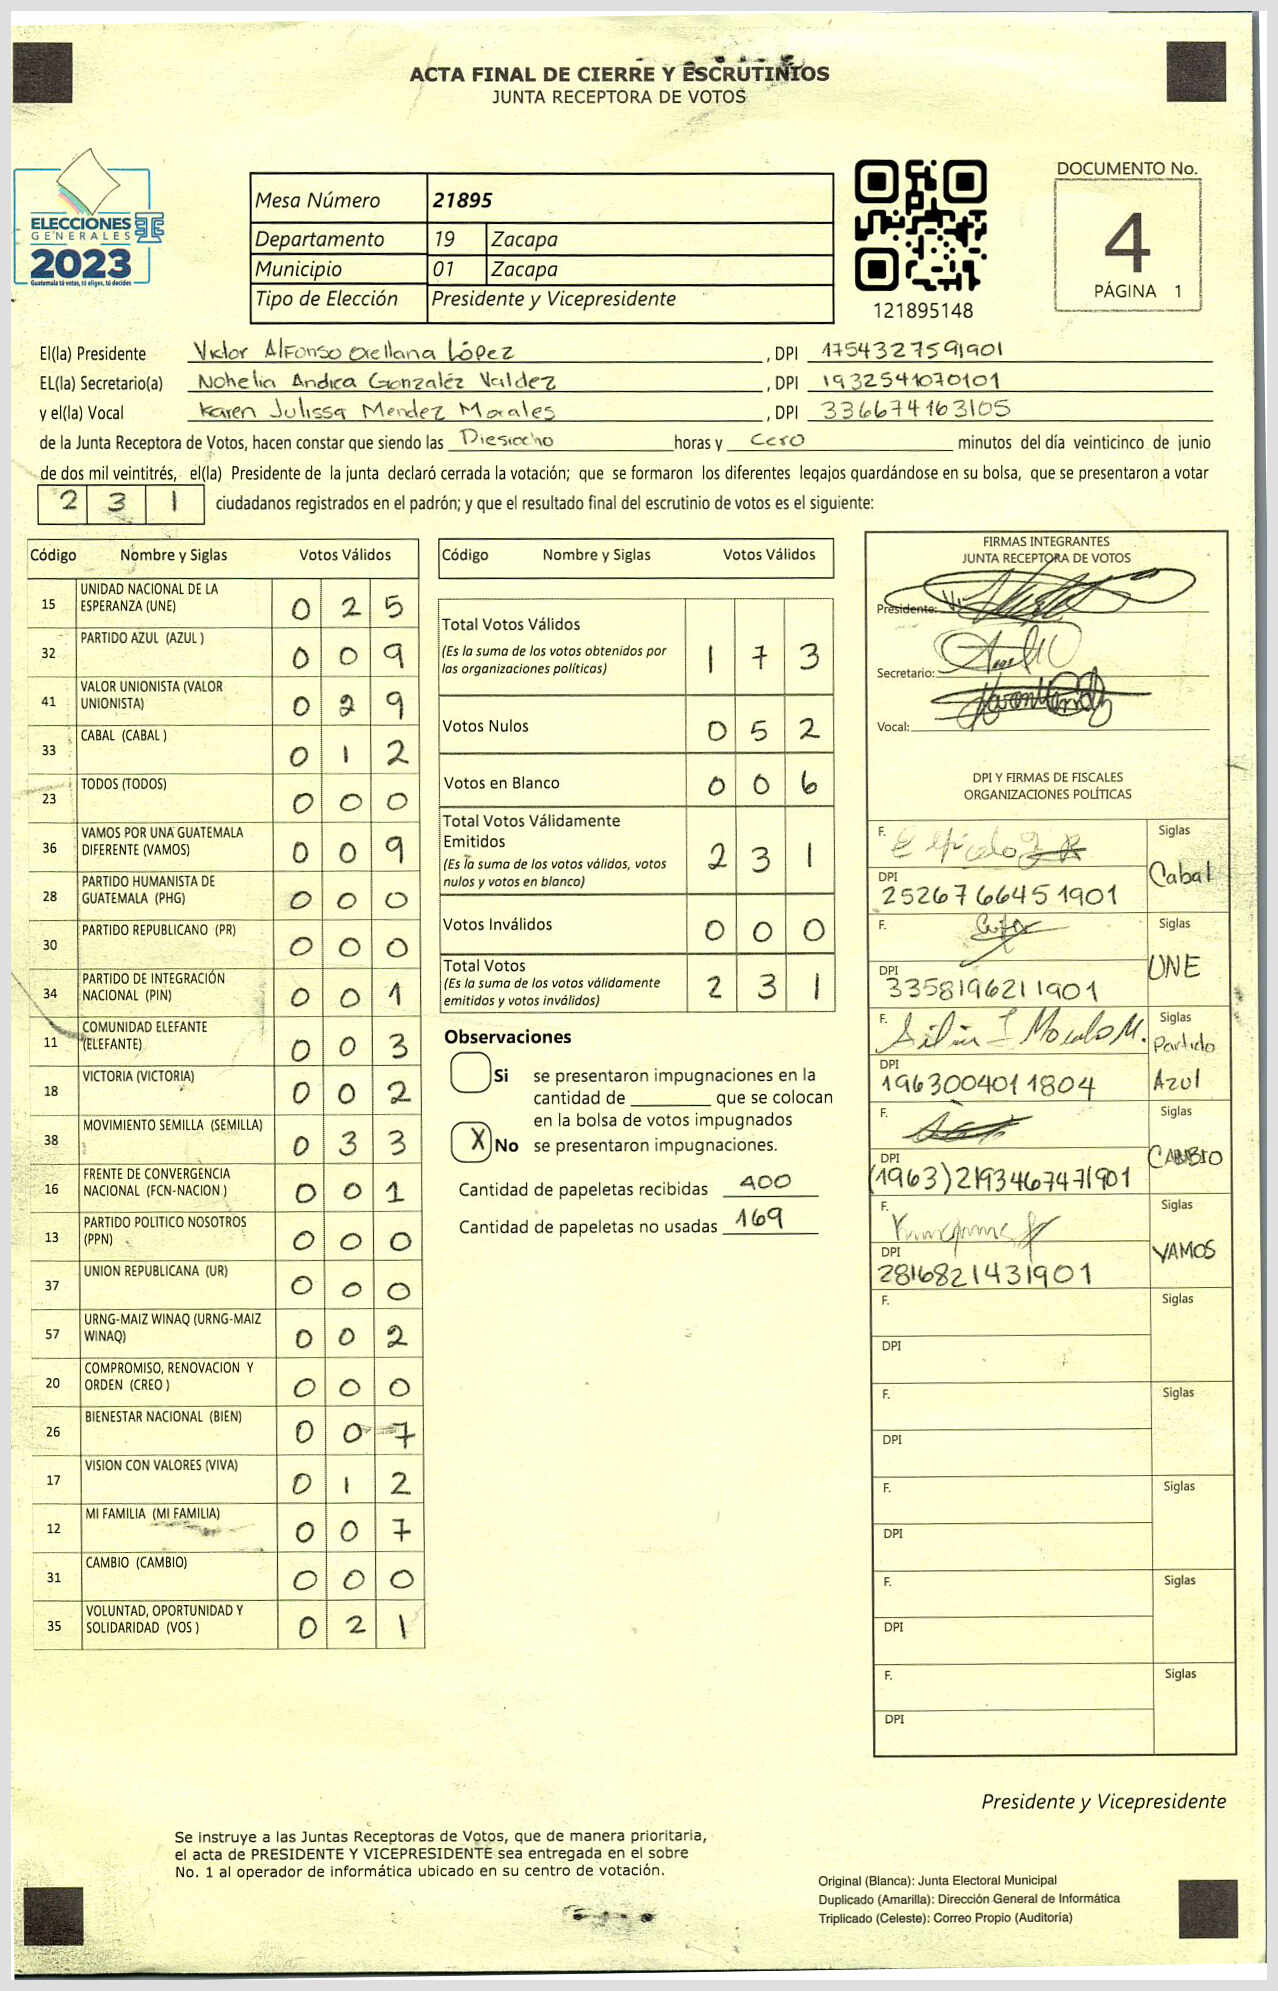 ACTA FINAL DE CIERRE Y ESCRUTINIOS
JUNTA RECEPTORA DE VOTOS
ELECCIONES
GENERALES
2023
Guatemala tú votas, tú eliges, tú decides
Mesa Número 21895
Departamento 19 Zacapa
Municipio 01 Zacapa
Tipo de Elección Presidente y Vicepresidente
121895148
DOCUMENTO No.
4
PÁGINA 1
El(la) Presidente Victor Alfonso Orellana López, DPI 1754327591901
EL(la) Secretario(a) Nohelia Andrea Gonzaléz Valdez, DPI 1932541070101
y el(la) Vocal Karen Julissa Mendez Morales, DPI 336674163105
de la Junta Receptora de Votos, hacen constar que siendo las Diesiocho horas y Cero minutos del día veinticinco de junio
de dos mil veintitrés, el(la) Presidente de la junta declaró cerrada la votación; que se formaron los diferentes legajos quardándose en su bolsa, que se presentaron a votar
2 3 1 ciudadanos registrados en el padrón; y que el resultado final del escrutinio de votos es el siguiente:
Código Nombre y Siglas Votos Válidos
15 UNIDAD NACIONAL DE LA
ESPERANZA (UNE) 0 2 5
32 PARTIDO AZUL (AZUL ) 0 0 9
41 VALOR UNIONISTA (VALOR
UNIONISTA) 0 2 9
33 CABAL (CABAL ) 0 1 2
23 TODOS (TODOS) 0 0 0
36 VAMOS POR UNA GUATEMALA
DIFERENTE (VAMOS) 0 0 9
28 PARTIDO HUMANISTA DE
GUATEMALA (PHG) 0 0 0
30 PARTIDO REPUBLICANO (PR) 0 0 0
34 PARTIDO DE INTEGRACIÓN
NACIONAL (PIN) 0 0 1
11 COMUNIDAD ELEFANTE
(ELEFANTE) 0 0 3
18 VICTORIA (VICTORIA) 0 0 2
38 MOVIMIENTO SEMILLA (SEMILLA) 0 3 3
16 FRENTE DE CONVERGENCIA
NACIONAL (FCN-NACION ) 0 0 1
13 PARTIDO POLITICO NOSOTROS
(PPN) 0 0 0
37 UNION REPUBLICANA (UR) 0 0 0
57 URNG-MAIZ WINAQ (URNG-MAIZ
WINAQ) 0 0 2
20 COMPROMISO, RENOVACION Y
ORDEN (CREO ) 0 0 0
26 BIENESTAR NACIONAL (BIEN) 0 0 7
17 VISION CON VALORES (VIVA) 0 1 2
12 MI FAMILIA (MI FAMILIA) 0 0 7
31 CAMBIO (CAMBIO) 0 0 0
35 VOLUNTAD, OPORTUNIDAD Y
SOLIDARIDAD (VOS ) 0 2 1
Código Nombre y Siglas Votos Válidos
Total Votos Válidos
(Es la suma de los votos obtenidos por
las organizaciones políticas) 1 7 3
Votos Nulos 0 5 2
Votos en Blanco 0 0 6
Total Votos Válidamente
Emitidos
(Es la suma de los votos válidos, votos
nulos y votos en blanco) 2 3 1
Votos Inválidos 0 0 0
Total Votos
(Es la suma de los votos válidamente
emitidos y votos inválidos) 2 3 1
Observaciones
Si se presentaron impugnaciones en la
cantidad de ________ que se colocan
en la bolsa de votos impugnados
X No se presentaron impugnaciones.
Cantidad de papeletas recibidas 400
Cantidad de papeletas no usadas 169
FIRMAS INTEGRANTES
JUNTA RECEPTORA DE VOTOS
Presidente:
Secretario:
Vocal:
DPI Y FIRMAS DE FISCALES
ORGANIZACIONES POLÍTICAS
F. Siglas
Cabal
DPI
2526766451901
F. Siglas
UNE
DPI
3358196211901
F. Siglas
Partido
Azul
DPI
1963004011804
F. Siglas
CAMBIO
DPI
(1963)2193467471901
F. Siglas
VAMOS
DPI
2816821431901
F. Siglas
DPI
F. Siglas
DPI
F. Siglas
DPI
F. Siglas
DPI
F. Siglas
DPI
Presidente y Vicepresidente
Se instruye a las Juntas Receptoras de Votos, que de manera prioritaria,
el acta de PRESIDENTE Y VICEPRESIDENTE sea entregada en el sobre
No. 1 al operador de informática ubicado en su centro de votación.
Original (Blanca): Junta Electoral Municipal
Duplicado (Amarilla): Dirección General de Informática
Triplicado (Celeste): Correo Propio (Auditoría)